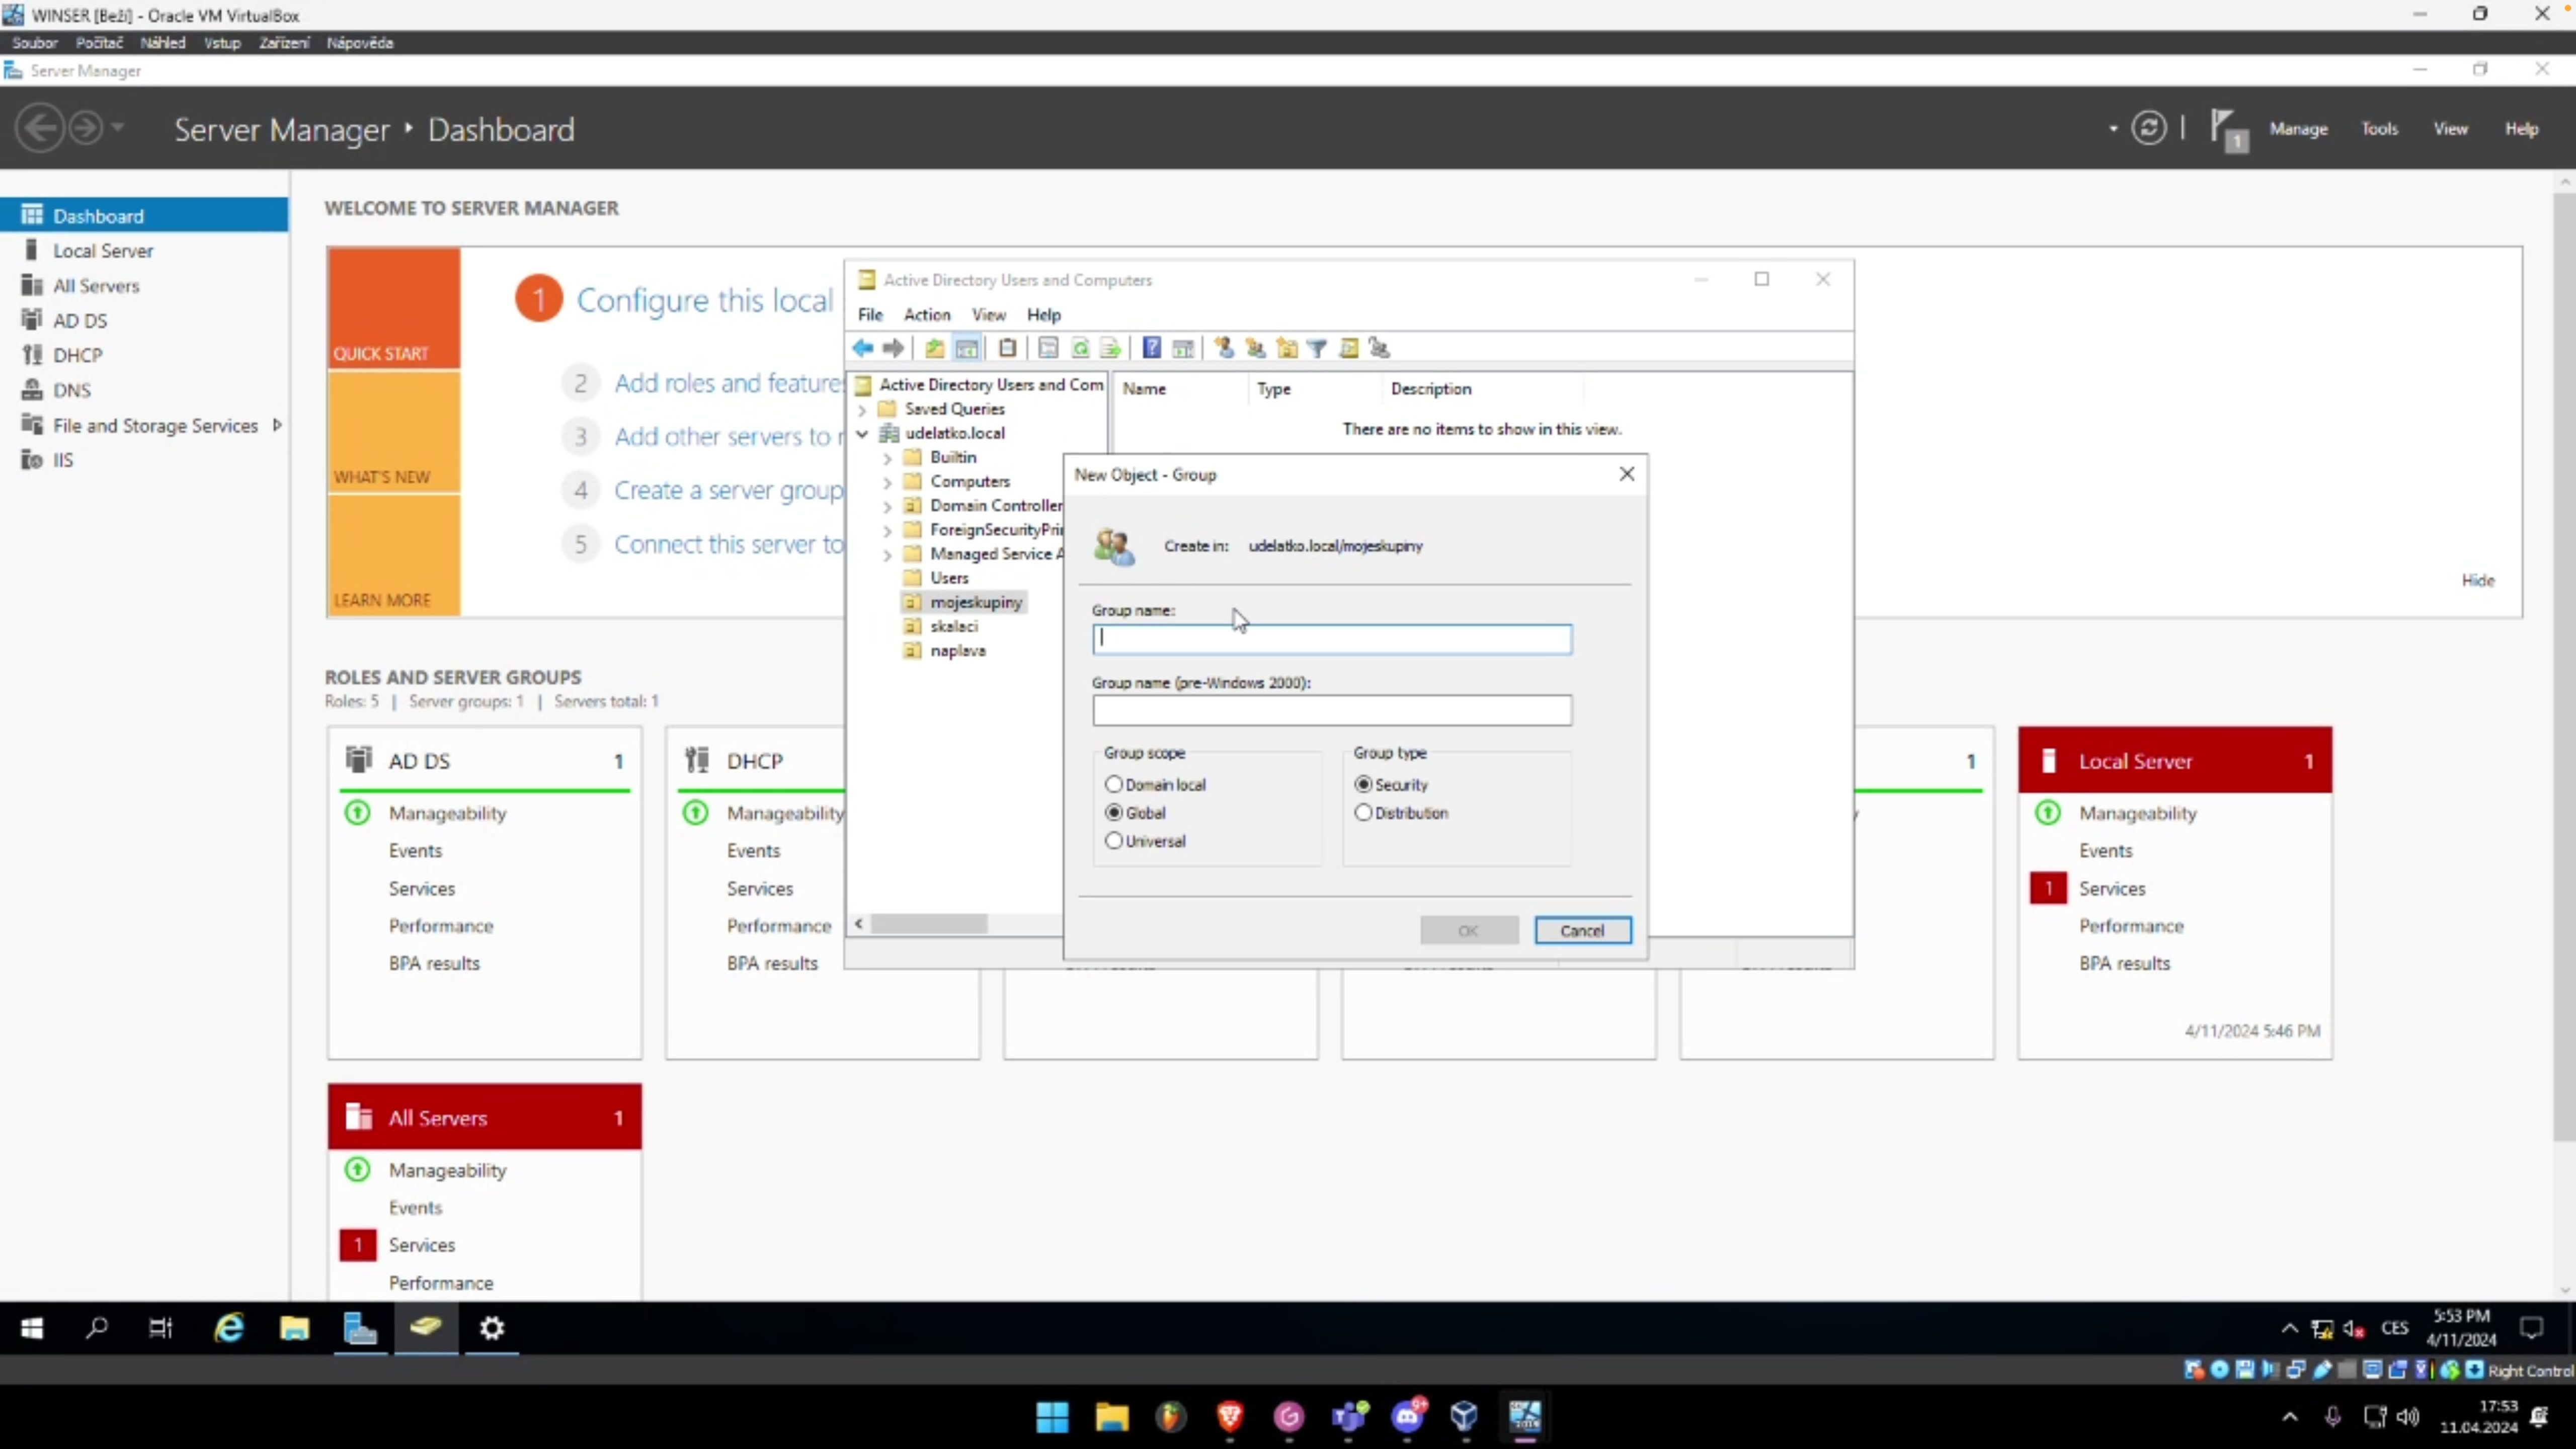 WINSER [Beží] - Oracle VM VirtualBox
Soubor Počítač Náhled Vstup Zařízení Nápověda
Server Manager
Server Manager
Dashboard
1
Manage Tools View Help
Dashboard
Local Server
All Servers
AD DS
DHCP
DNS
File and Storage Services
IIS
WELCOME TO SERVER MANAGER
QUICK START
WHAT'S NEW
LEARN MORE
1 Configure this local
2 Add roles and features
3 Add other servers to
4 Create a server group
5 Connect this server to
Hide
Active Directory Users and Computers
File Action View Help
Active Directory Users and Com
Saved Queries
udelatko.local
Builtin
Computers
Domain Controller
ForeignSecurityPri
Managed Service A
Users
mojeskupiny
skalaci
naplava
Name Type Description
There are no items to show in this view.
New Object - Group
Create in: udelatko.local/mojeskupiny
Group name:
Group name (pre-Windows 2000):
Group scope
Domain local
Global
Universal
Group type
Security
Distribution
OK Cancel
ROLES AND SERVER GROUPS
Roles: 5 | Server groups: 1 | Servers total: 1
AD DS 1
Manageability
Events
Services
Performance
BPA results
DHCP
Manageability
Events
Services
Performance
BPA results
1
Local Server 1
Manageability
Events
1 Services
Performance
BPA results
4/11/2024 5:46 PM
All Servers 1
Manageability
Events
1 Services
Performance
CES
5:53 PM
4/11/2024
Right Control
9+
17:53
11.04.2024